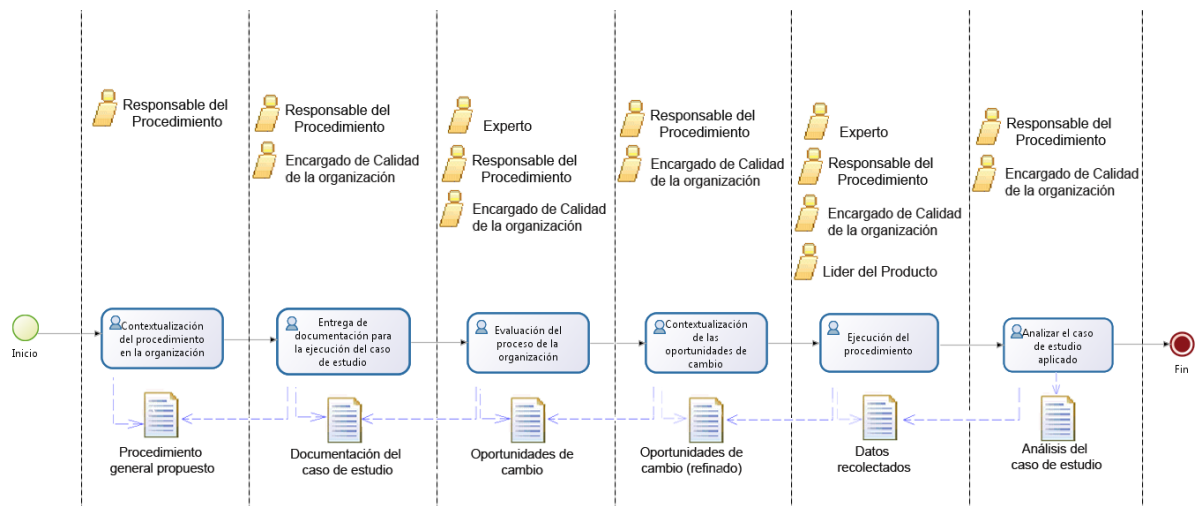 Responsable del
Procedimiento
Responsable del
Procedimiento
Encargado de Calidad
de la organización
Experto
Responsable del
Procedimiento
Encargado de Calidad
de la organización
Responsable del
Procedimiento
Encargado de Calidad
de la organización
Experto
Responsable del
Procedimiento
Encargado de Calidad
de la organización
Lider del Producto
Responsable del
Procedimiento
Encargado de Calidad
de la organización
Inicio
Contextualización
del procedimiento
en la organización
Entrega de
documentación para
la ejecución del caso
de estudio
Evaluación del
proceso de la
organización
Contextualización
de las
oportunidades de
cambio
Ejecución del
procedimiento
Analizar el caso
de estudio
aplicado
Fin
Procedimiento
general propuesto
Documentación del
caso de estudio
Oportunidades de
cambio
Oportunidades de
cambio (refinado)
Datos
recolectados
Análisis del
caso de estudio